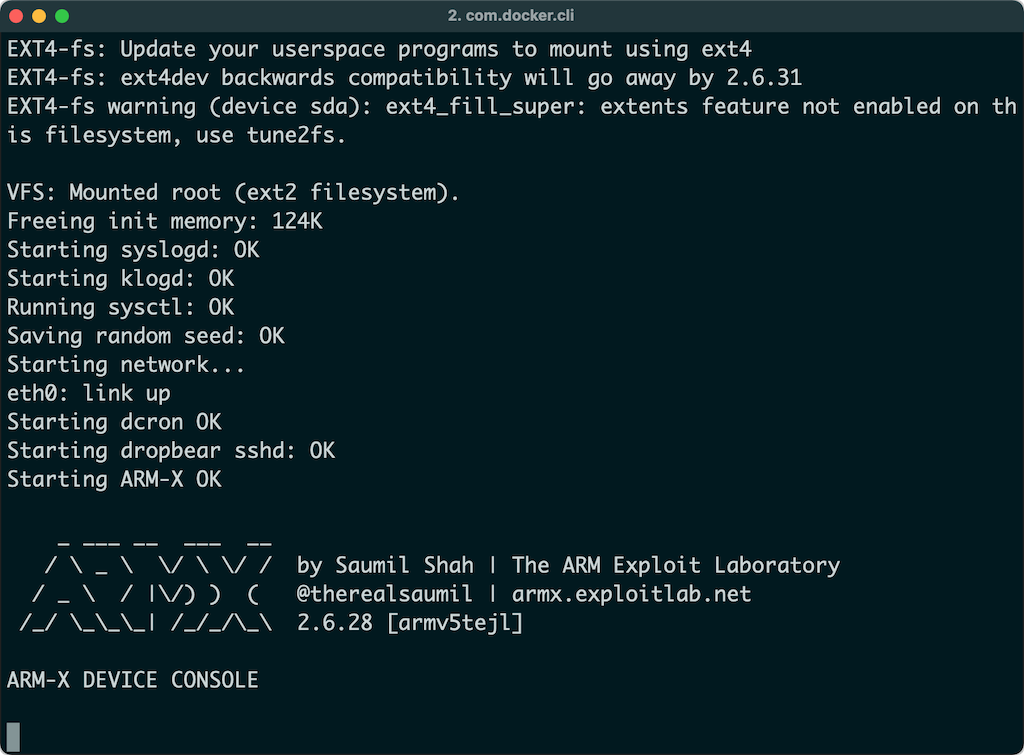 2. com.docker.cli
EXT4-fs: Update your userspace programs to mount using ext4
EXT4-fs: ext4dev backwards compatibility will go away by 2.6.31
EXT4-fs warning (device sda): ext4_fill_super: extents feature not enabled on th
is filesystem, use tune2fs.
VFS: Mounted root (ext2 filesystem).
Freeing init memory: 124K
Starting syslogd: OK
Starting klogd: OK
Running sysctl: OK
Saving random seed: OK
Starting network...
eth0: link up
Starting dcron OK
Starting dropbear sshd: OK
Starting ARM-X OK
    _ ___ __  ___  __
   / \ _ \  \/ \ \/ /  by Saumil Shah | The ARM Exploit Laboratory
  / _ \  / |\/) )  (   @therealsaumil | armx.exploitlab.net
 /_/ \_\_\_| /_/_/\_\  2.6.28 [armv5tejl]
ARM-X DEVICE CONSOLE